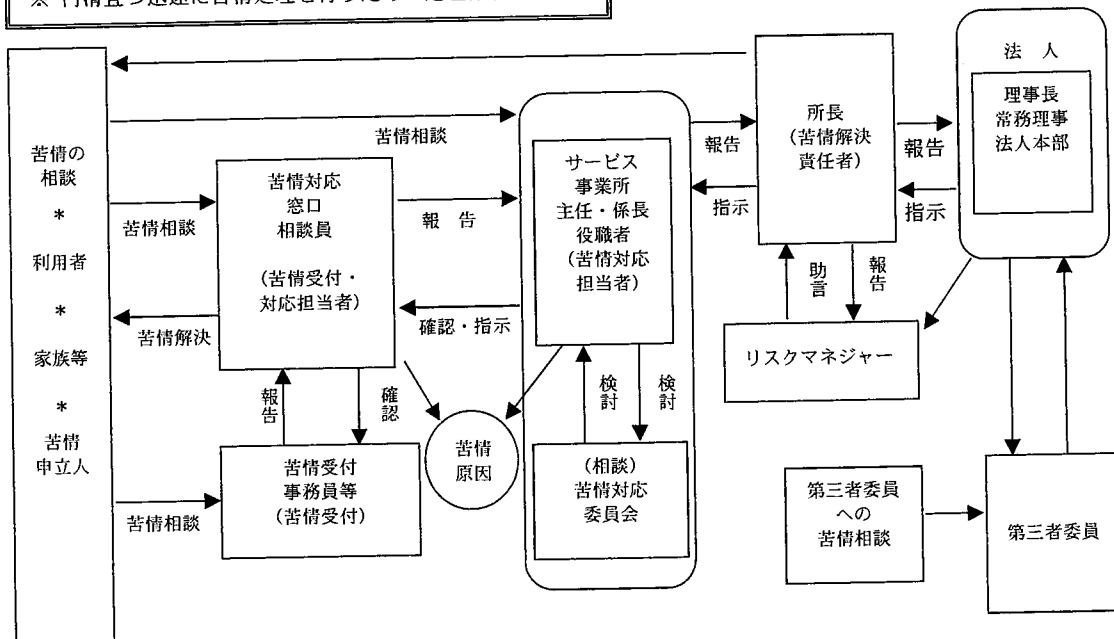 苦情の
相談
*
利用者
*
家族等
*
苦情
申立人
苦情相談
苦情相談
苦情解決
苦情相談
苦情対応
窓口
相談員
(苦情受付・
対応担当者)
報告
確認
苦情受付
事務員等
(苦情受付)
報 告
確認・指示
苦情
原因
サービス
事業所
主任・係長
役職者
(苦情対応
担当者)
検討
検討
(相談)
苦情対応
委員会
報告
指示
所長
(苦情解決
責任者)
助言
報告
リスクマネジャー
報告
指示
法 人
理事長
常務理事
法人本部
第三者委員
への
苦情相談
第三者委員